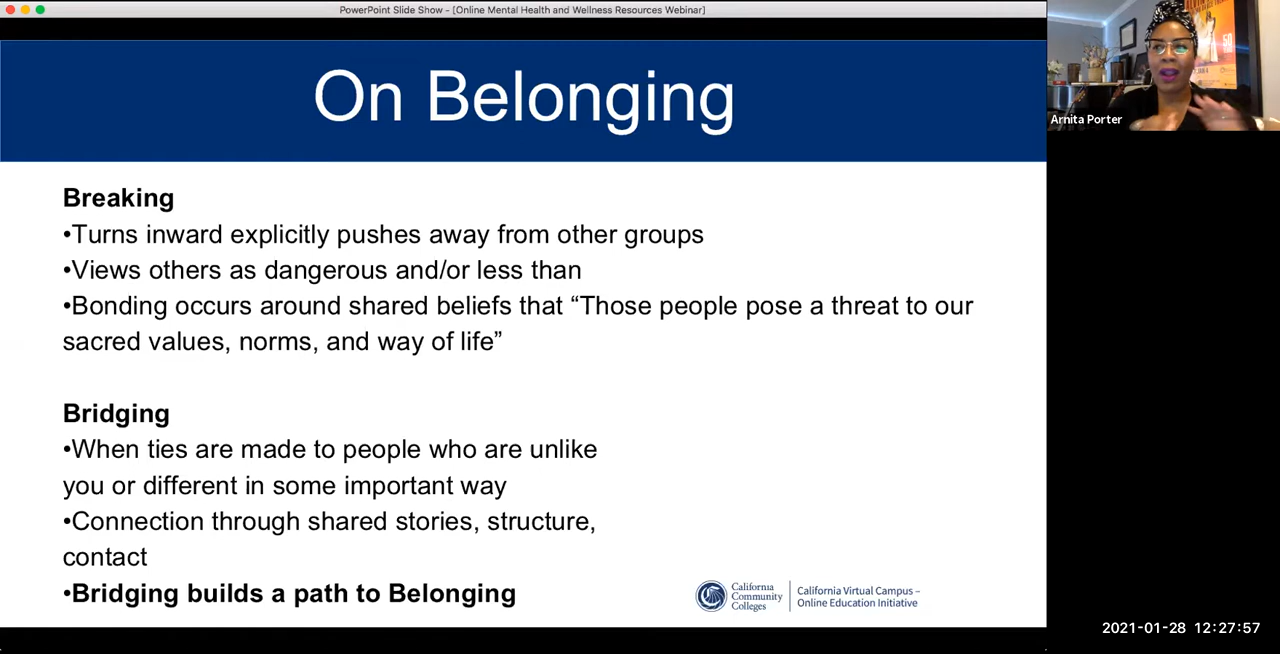 PowerPoint Slide Show - [Online Mental Health and Wellness Resources Webinar]
On Belonging
Arnita Porter
Breaking
•Turns inward explicitly pushes away from other groups
•Views others as dangerous and/or less than
•Bonding occurs around shared beliefs that “Those people pose a threat to our
sacred values, norms, and way of life”
Bridging
•When ties are made to people who are unlike
you or different in some important way
•Connection through shared stories, structure,
contact
•Bridging builds a path to Belonging
California
Community
Colleges
California Virtual Campus –
Online Education Initiative
2021-01-28 12:27:57